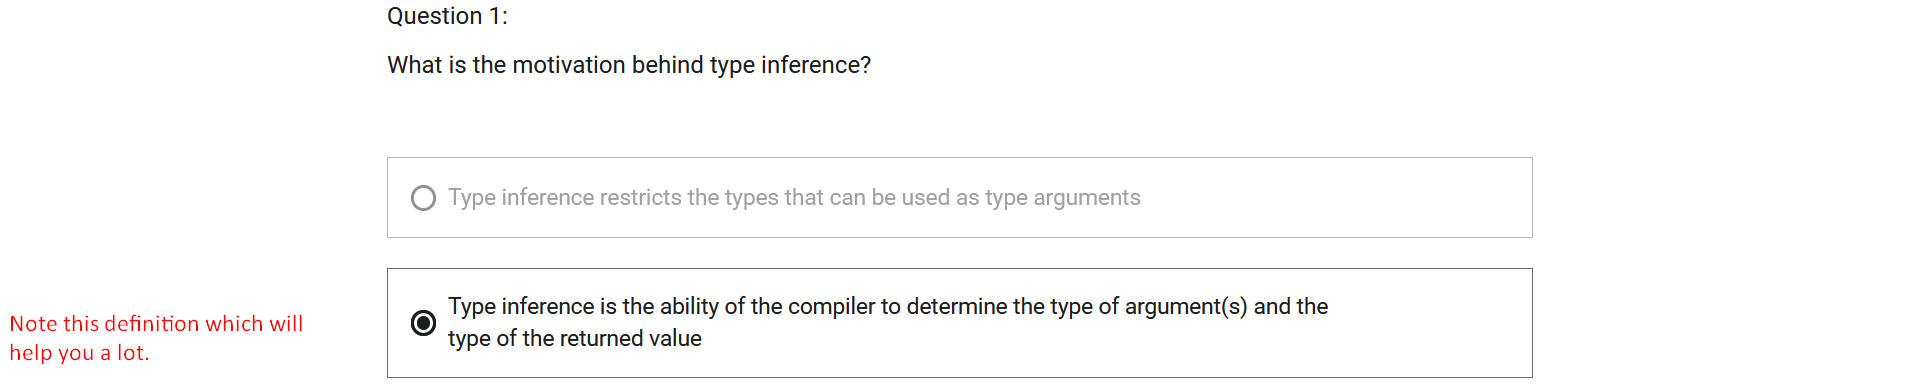 Question 1:
What is the motivation behind type inference?
Type inference restricts the types that can be used as type arguments
Type inference is the ability of the compiler to determine the type of argument(s) and the
type of the returned value
Note this definition which will
help you a lot.